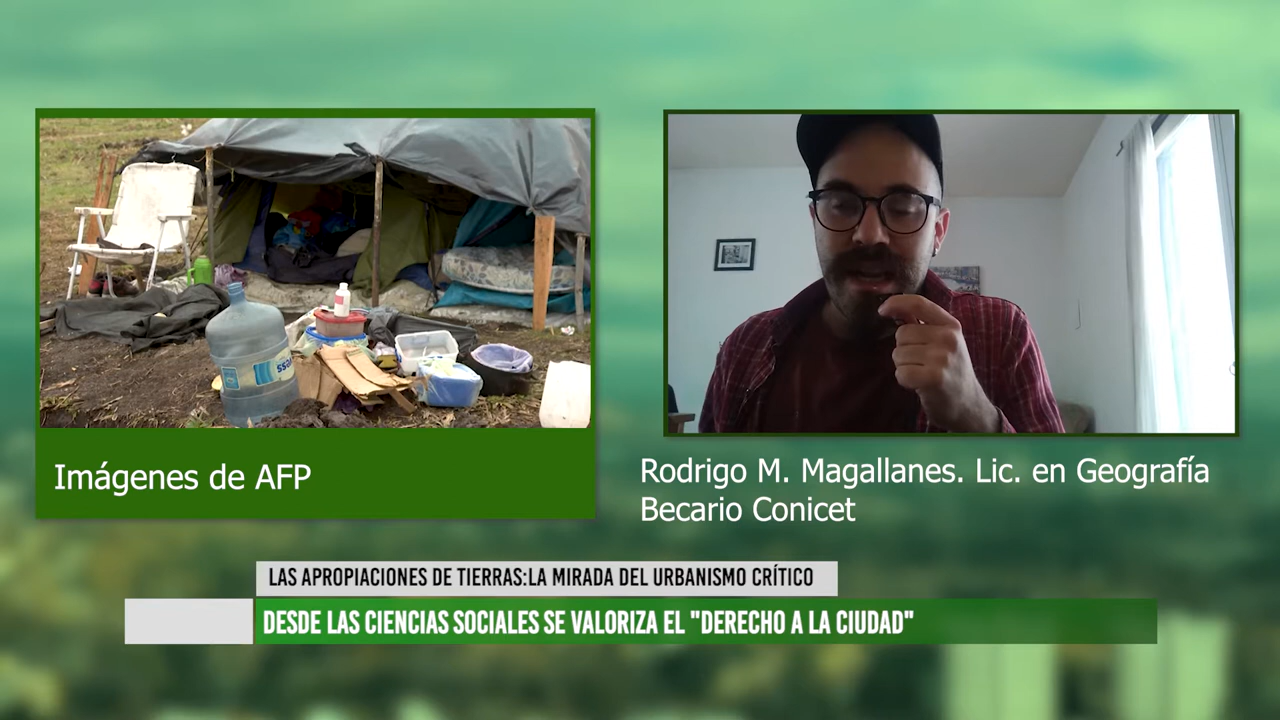 Imágenes de AFP
Rodrigo M. Magallanes. Lic. en Geografía
Becario Conicet
LAS APROPIACIONES DE TIERRAS:LA MIRADA DEL URBANISMO CRÍTICO
DESDE LAS CIENCIAS SOCIALES SE VALORIZA EL "DERECHO A LA CIUDAD"